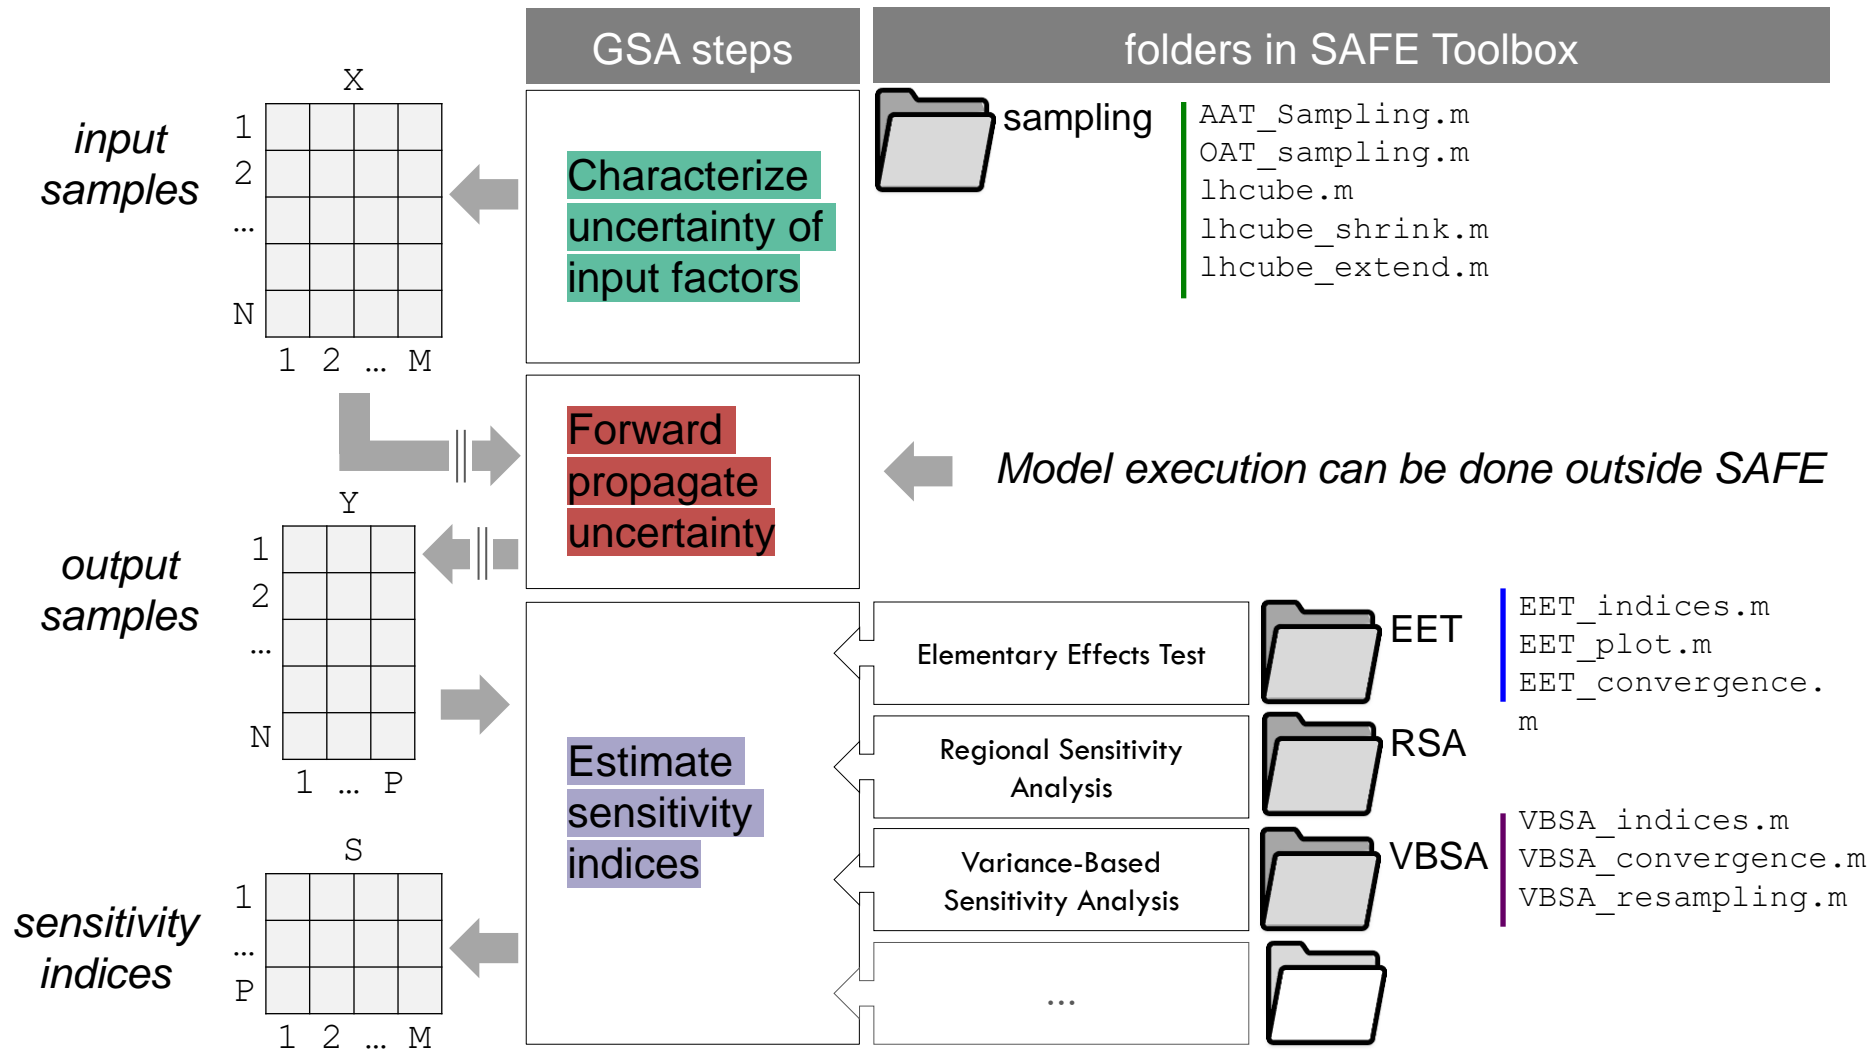 GSA steps
folders in SAFE Toolbox
X
input
samples
1
2
...
N
1 2 ... M
Characterize
uncertainty of
input factors
sampling
AAT_Sampling.m
OAT_sampling.m
lhcube.m
lhcube_shrink.m
lhcube_extend.m
Forward
propagate
uncertainty
Model execution can be done outside SAFE
Y
output
samples
1
2
...
N
1 ... P
Estimate
sensitivity
indices
Elementary Effects Test
EET
EET_indices.m
EET_plot.m
EET_convergence.
m
Regional Sensitivity
Analysis
RSA
Variance-Based
Sensitivity Analysis
VBSA
VBSA_indices.m
VBSA_convergence.m
VBSA_resampling.m
...
S
sensitivity
indices
1
...
P
1 2 ... M